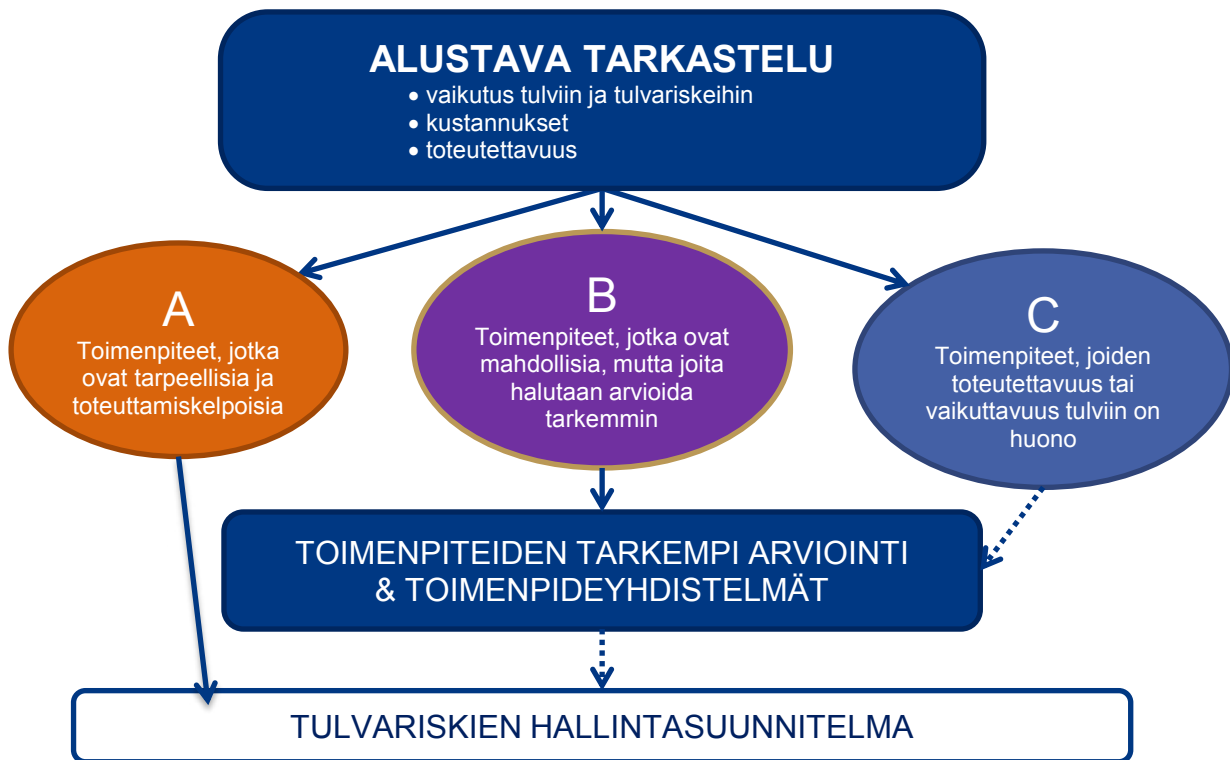 ALUSTAVA TARKASTELU
• vaikutus tulviin ja tulvariskeihin
• kustannukset
• toteutettavuus
A
Toimenpiteet, jotka
ovat tarpeellisia ja
toteuttamiskelpoisia
B
Toimenpiteet, jotka ovat
mahdollisia, mutta joita
halutaan arvioida
tarkemmin
C
Toimenpiteet, joiden
toteutettavuus tai
vaikuttavuus tulviin on
huono
TOIMENPITEIDEN TARKEMPI ARVIOINTI
& TOIMENPIDEYHDISTELMÄT
TULVARISKIEN HALLINTASUUNNITELMA